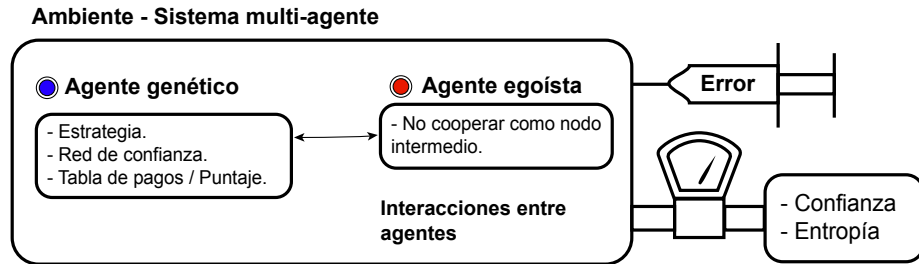 Ambiente - Sistema multi-agente
Agente genético
- Estrategia.
- Red de confianza.
- Tabla de pagos / Puntaje.
Agente egoísta
- No cooperar como nodo
intermedio.
Interacciones entre
agentes
Error
- Confianza
- Entropía